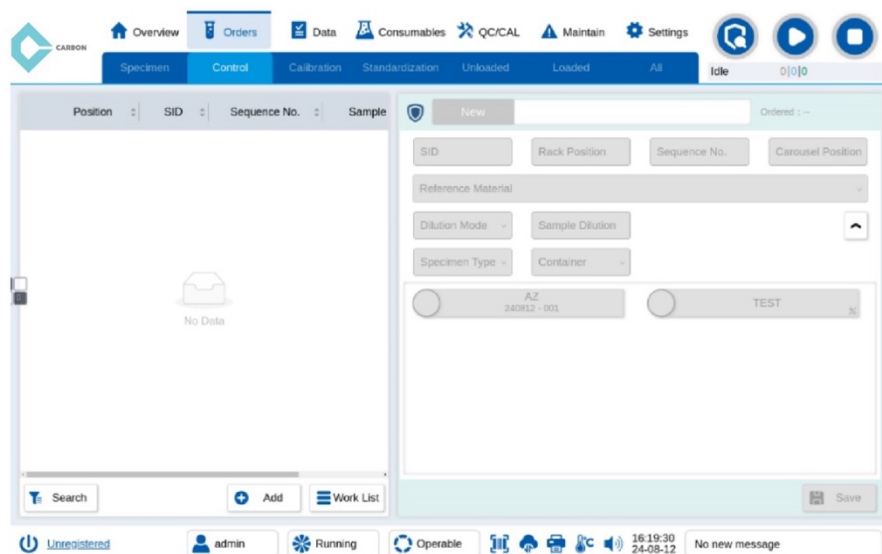 CARBON
Overview Orders Data Consumables QC/CAL Maintain Settings
Specimen Control Calibration Standardization Unloaded Loaded All
Idle 0|0|0
Position SID Sequence No. Sample
New Ordered : --
SID Rack Position Sequence No. Carousel Position
Reference Material
Dilution Mode Sample Dilution
Specimen Type Container
AZ
240812 - 001
TEST
No Data
Search Add Work List
Save
Unregistered admin Running Operable °C 16:19:30
24-08-12
No new message